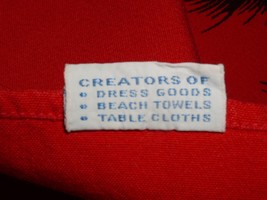 CREATORS OF
• DRESS GOODS
• BEACH TOWELS
• TABLE CLOTHS